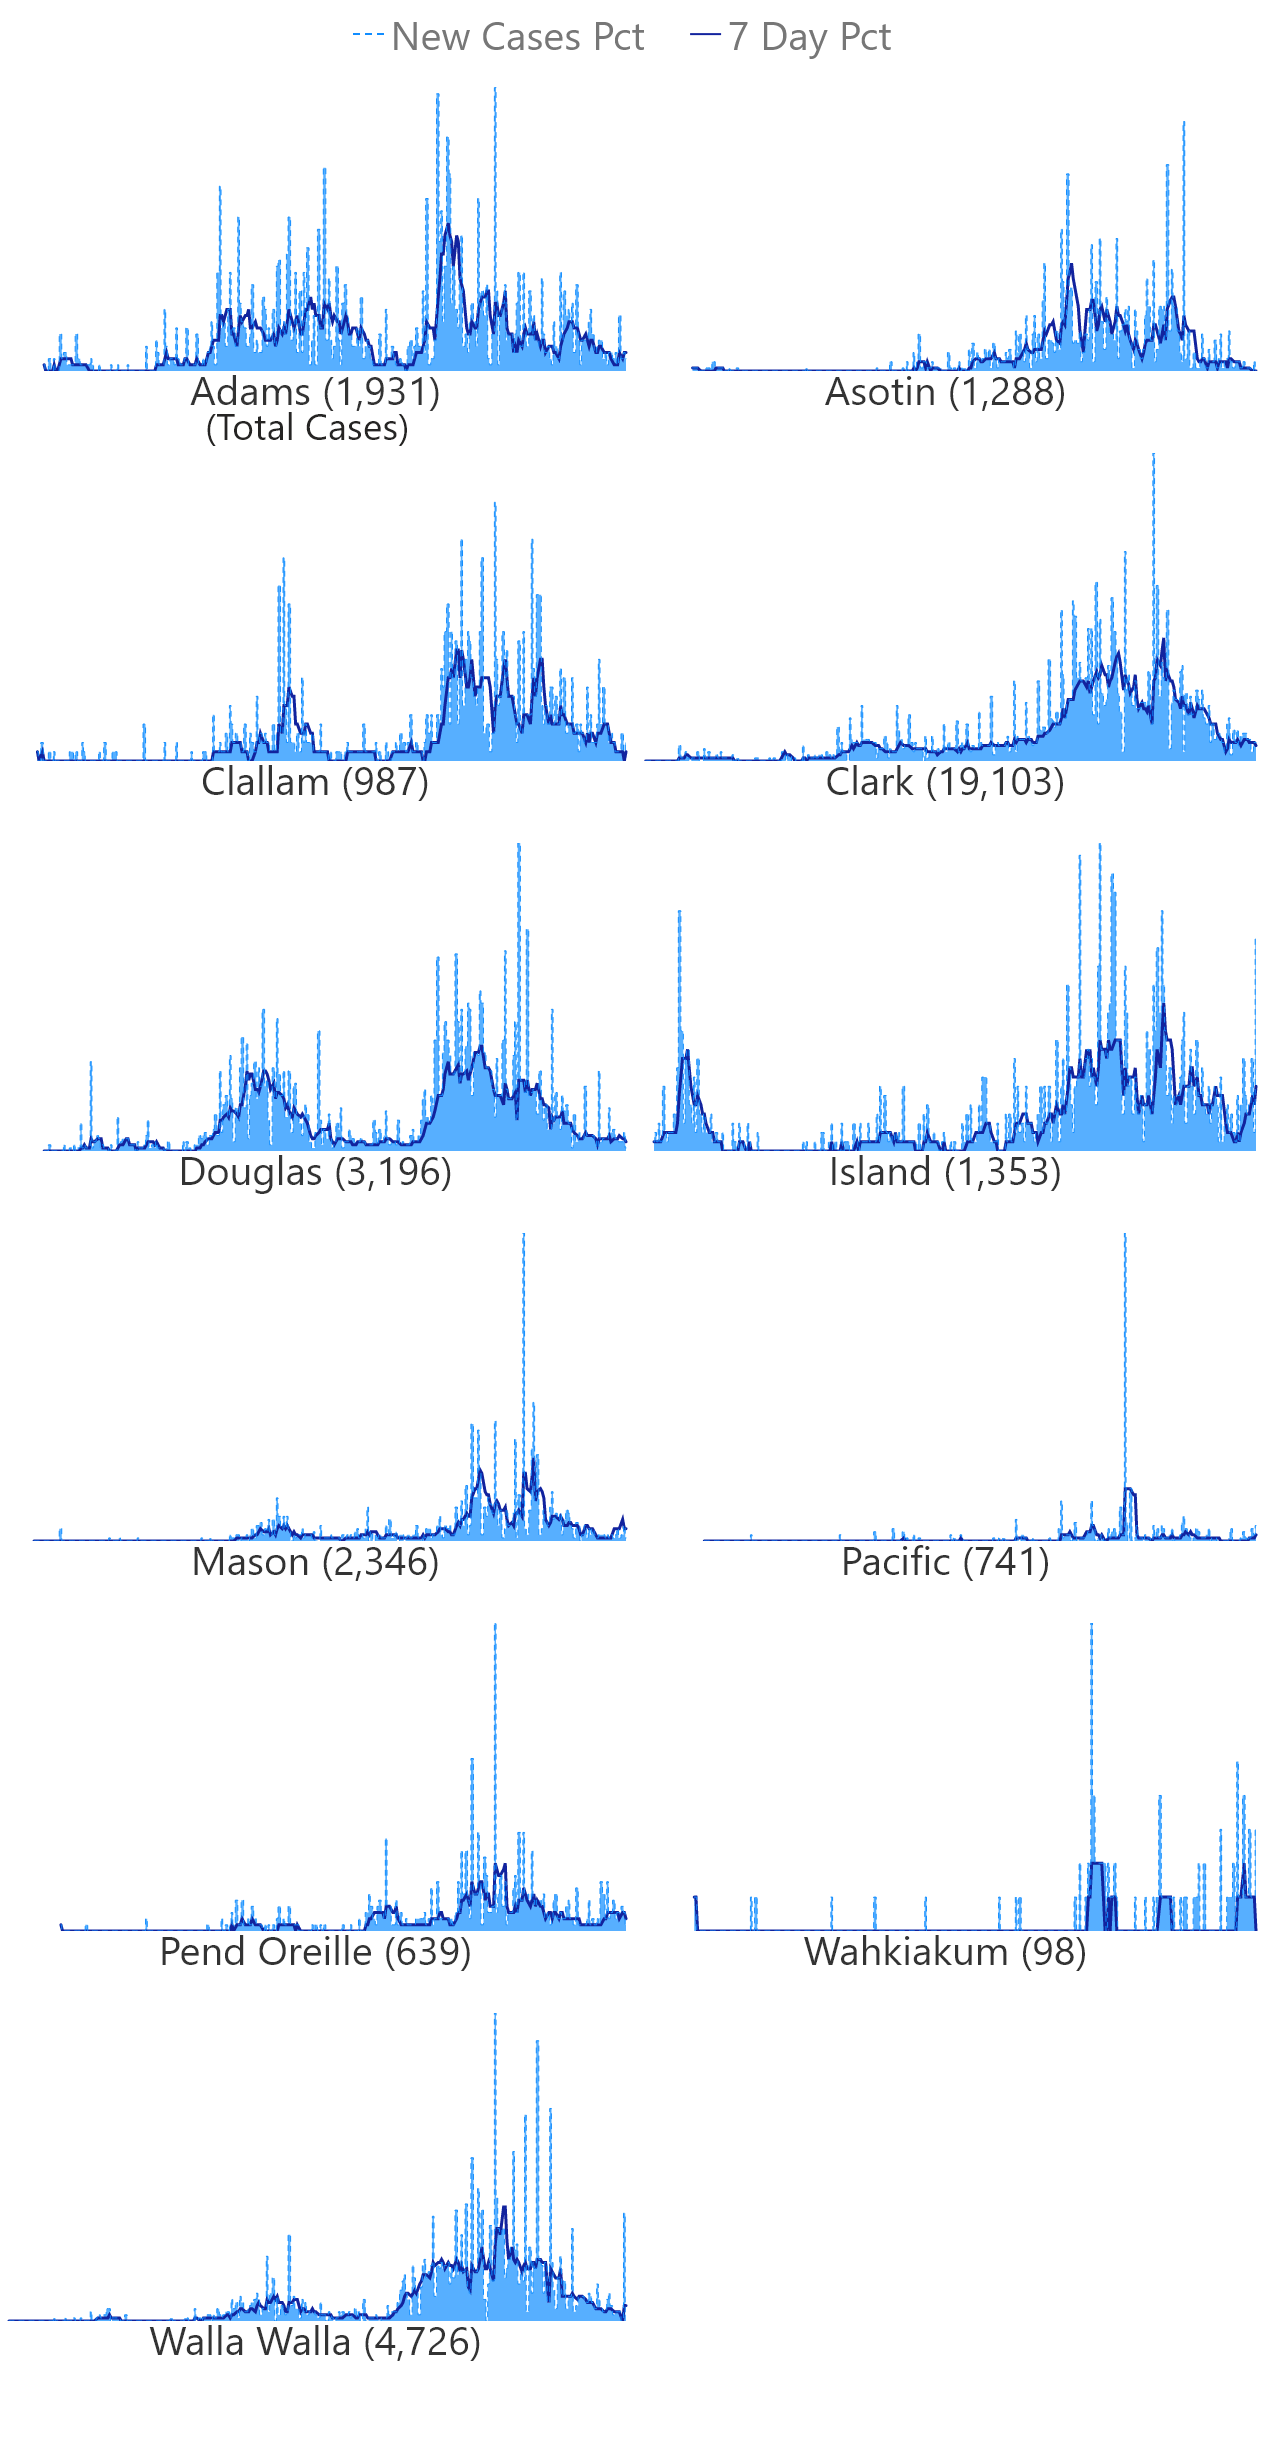 New Cases Pct 7 Day Pct
Adams (1,931) Asotin (1,288)
(Total Cases)
Clallam (987) Clark (19,103)
Douglas (3,196) Island (1,353)
Mason (2,346) Pacific (741)
Pend Oreille (639) Wahkiakum (98)
Walla Walla (4,726)